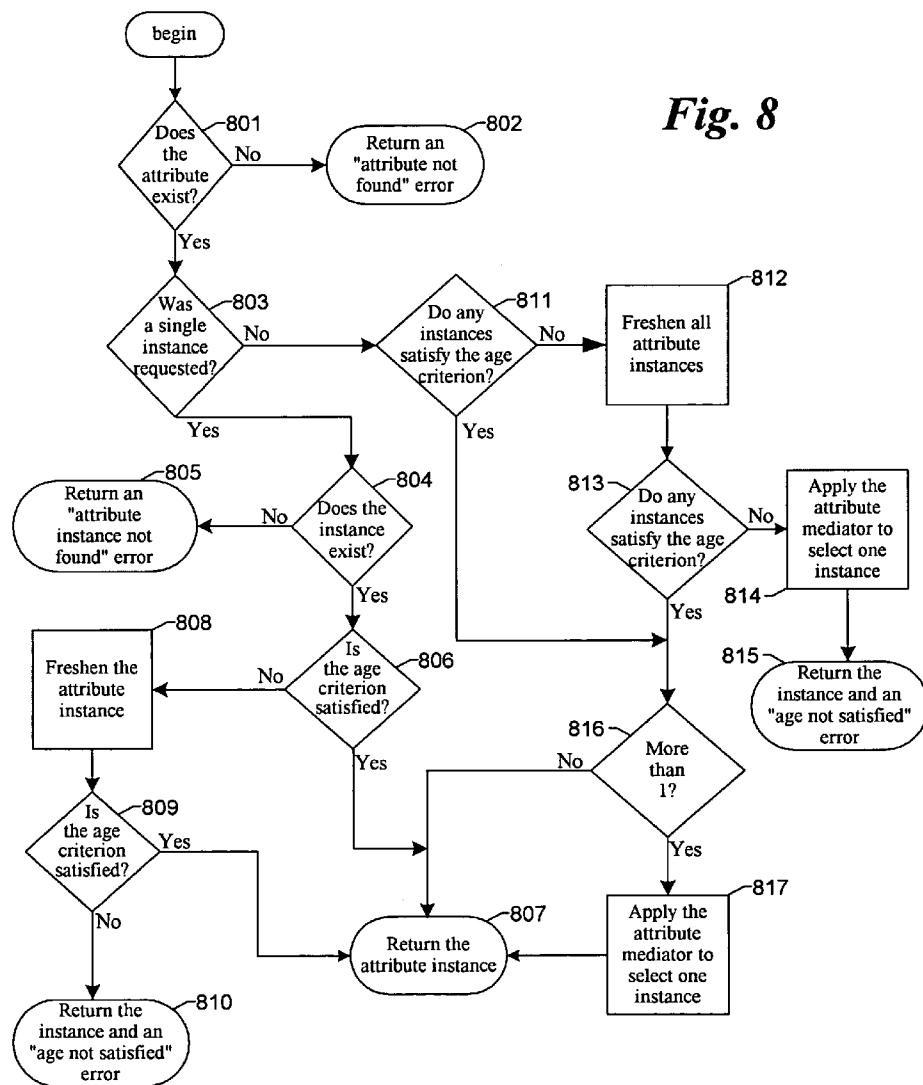 begin
Fig. 8
801
Does
the
attribute
exist?
No
802
Return an
"attribute not
found" error
Yes
803
Was
a single
instance
requested?
No
811
Do any
instances
satisfy the age
criterion?
No
812
Freshen all
attribute
instances
Yes
Yes
805
Return an
"attribute
instance not
found" error
No
804
Does the
instance
exist?
Yes
813
Do any
instances
satisfy the age
criterion?
No
Apply the
attribute
mediator to
select one
instance
814
Yes
808
Freshen the
attribute
instance
No
806
Is
the age
criterion
satisfied?
Yes
815
Return the
instance and an
"age not satisfied"
error
816
More
than
1?
No
Yes
809
Is
the age
criterion
satisfied?
Yes
No
807
Return the
attribute instance
817
Apply the
attribute
mediator to
select one
instance
810
Return the
instance and an
"age not satisfied"
error